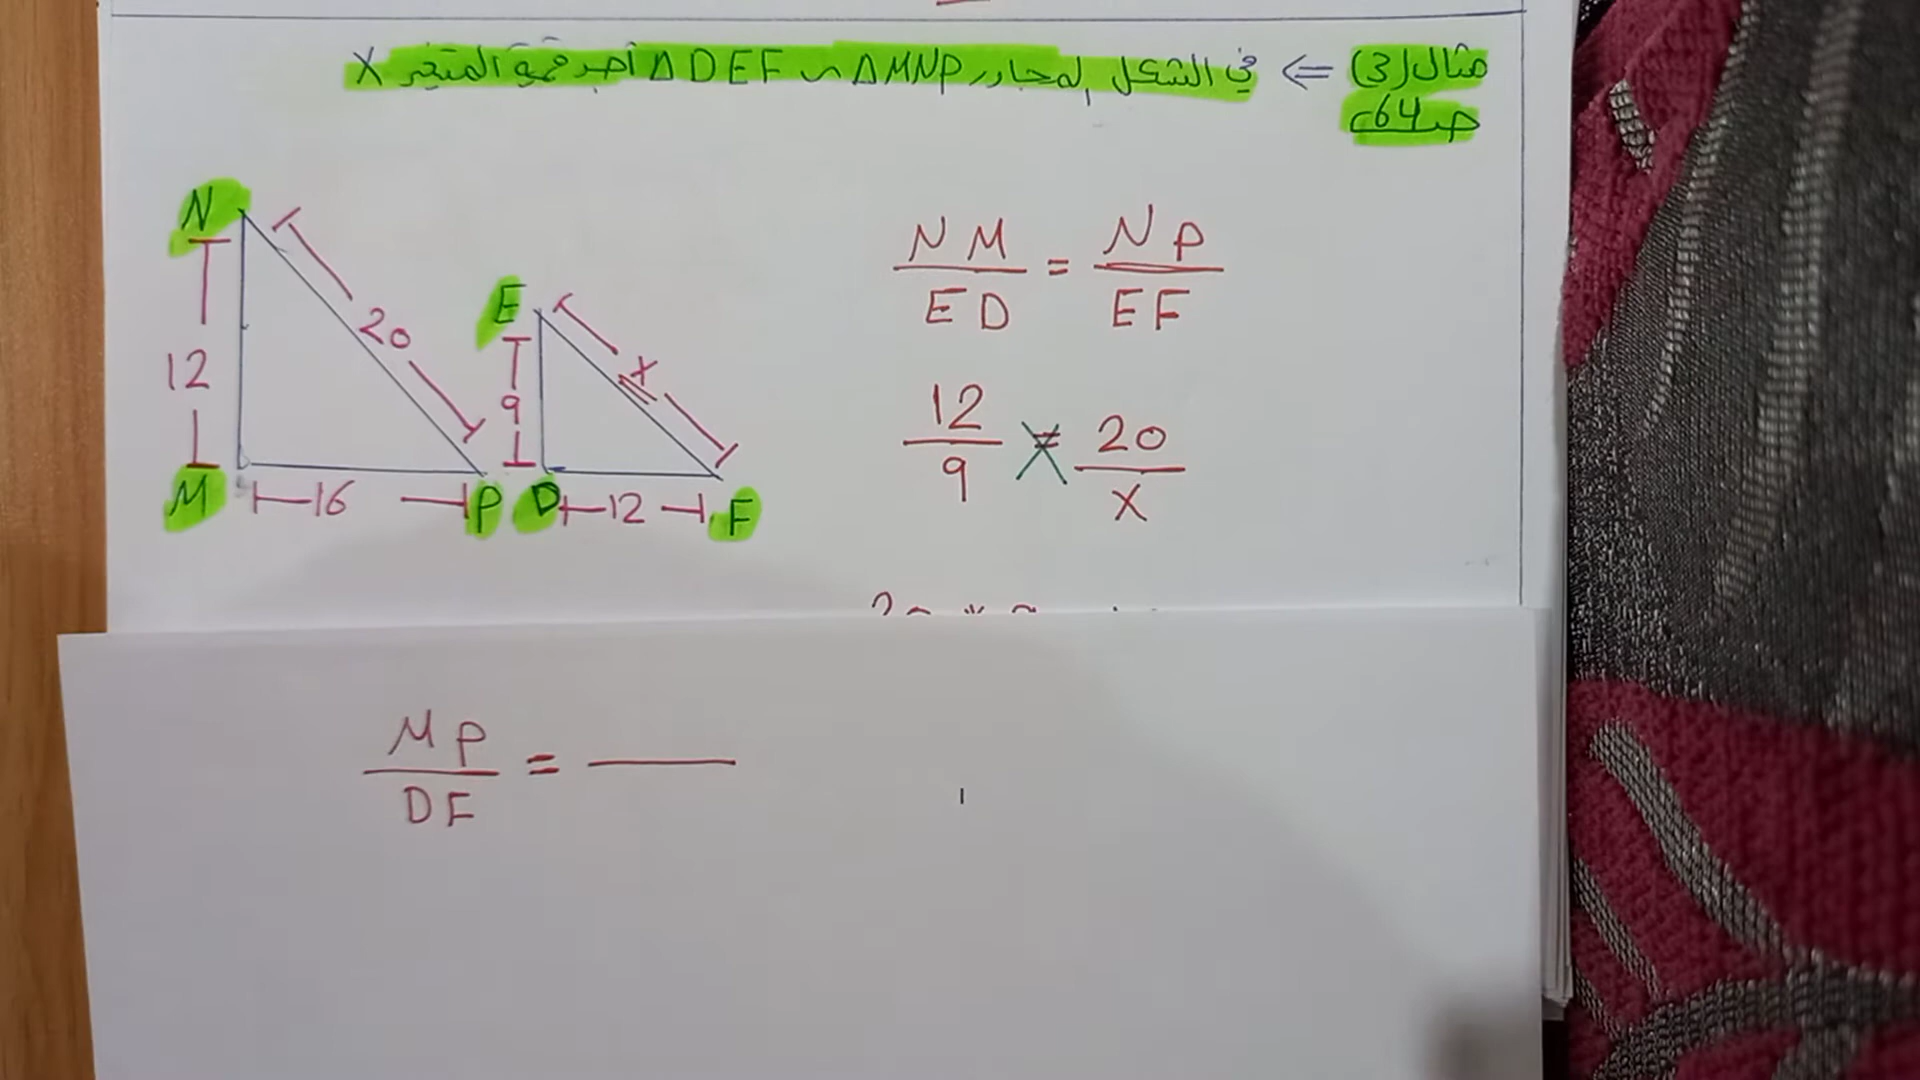 مثال (3) ⇐ في الشكل المجاور ΔMNP ∽ ΔDEF أجد قيمة المتغير X
ص64
N
20
12
M
16
P
E
X
9
D
12
F
NM/ED = NP/EF
12/9 = 20/X
MP/DF =